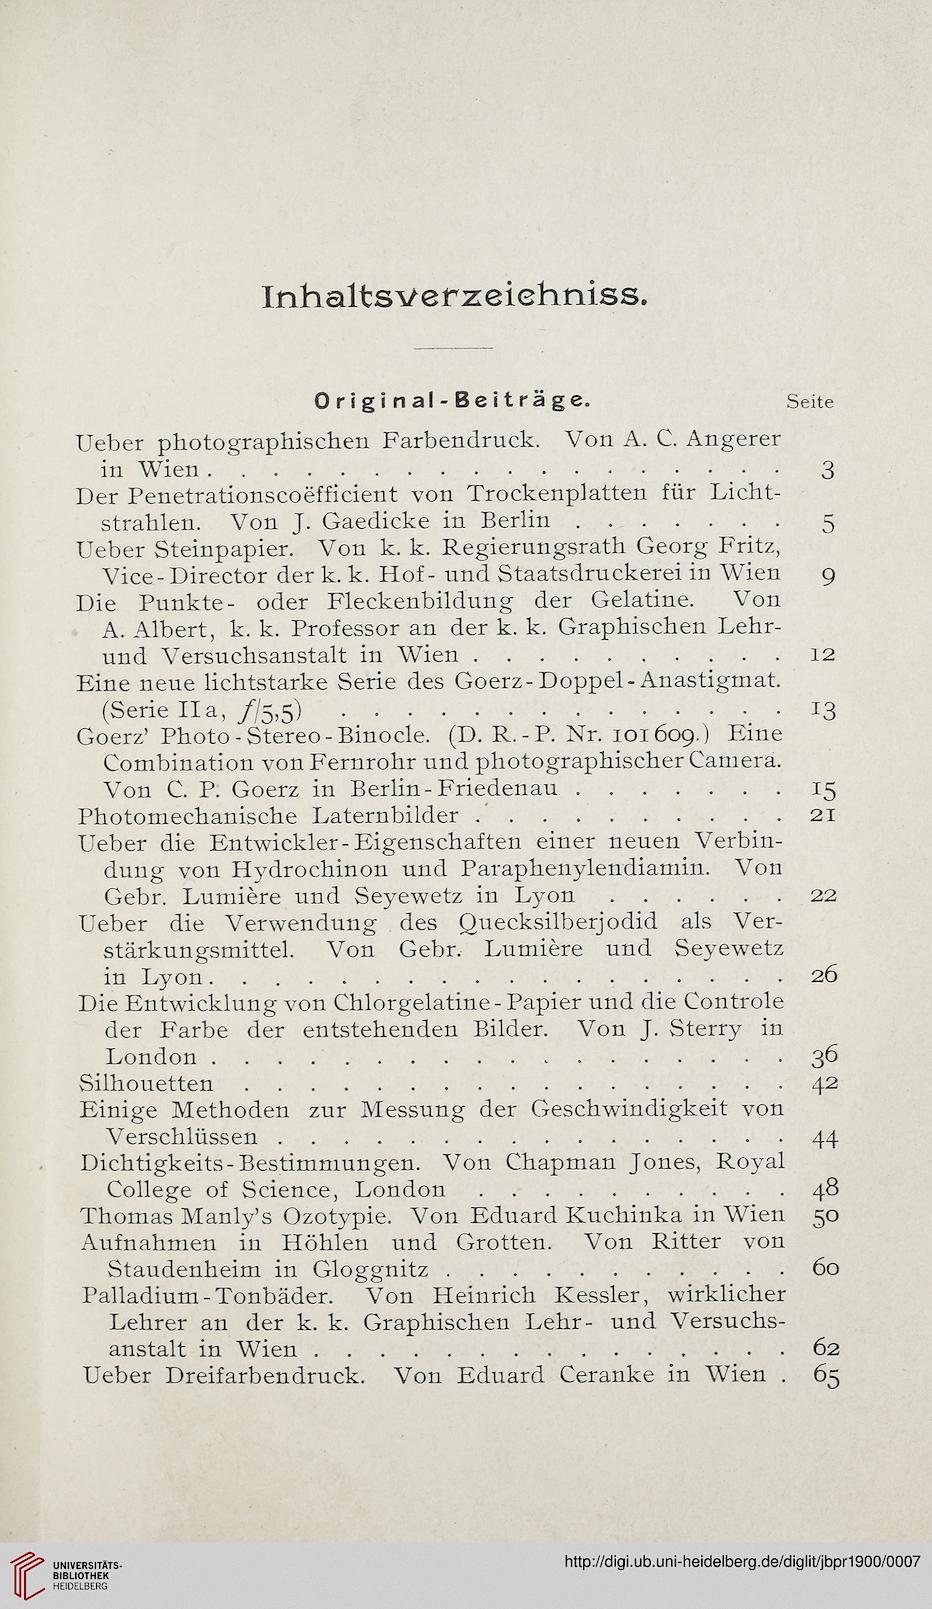 Inhaltsverzeichniss.
Original-Beiträge. Seite
Ueber photographischen Farbendruck. Von A. C. Angerer
in Wien . . . . . . . . . . . . . . . . . . 3
Der Penetrationscoëfficient von Trockenplatten für Licht-
strahlen. Von J. Gaedicke in Berlin . . . . . . . 5
Ueber Steinpapier. Von k. k. Regierungsrath Georg Fritz,
Vice-Director der k. k. Hof- und Staatsdruckerei in Wien 9
Die Punkte- oder Fleckenbildung der Gelatine. Von
A. Albert, k. k. Professor an der k. k. Graphischen Lehr-
und Versuchsanstalt in Wien . . . . . . . . . . 12
Eine neue lichtstarke Serie des Goerz-Doppel-Anastigmat.
(Serie IIa, f/5,5) . . . . . . . . . . . . . . 13
Goerz' Photo-Stereo-Binocle. (D. R.-P. Nr. 101609.) Eine
Combination von Fernrohr und photographischer Camera.
Von C. P. Goerz in Berlin-Friedenau . . . . . . . 15
Photomechanische Laternbilder . . . . . . . . . . 21
Ueber die Entwickler-Eigenschaften einer neuen Verbin-
dung von Hydrochinon und Paraphenylendiamin. Von
Gebr. Lumière und Seyewetz in Lyon . . . . . . 22
Ueber die Verwendung des Quecksilberjodid als Ver-
stärkungsmittel. Von Gebr. Lumière und Seyewetz
in Lyon . . . . . . . . . . . . . . . . . . 26
Die Entwicklung von Chlorgelatine-Papier und die Controle
der Farbe der entstehenden Bilder. Von J. Sterry in
London . . . . . . . . . . . . . . . . . . 36
Silhouetten . . . . . . . . . . . . . . . . . 42
Einige Methoden zur Messung der Geschwindigkeit von
Verschlüssen . . . . . . . . . . . . . . . . 44
Dichtigkeits-Bestimmungen. Von Chapman Jones, Royal
College of Science, London . . . . . . . . . . 48
Thomas Manly's Ozotypie. Von Eduard Kuchinka in Wien 50
Aufnahmen in Höhlen und Grotten. Von Ritter von
Staudenheim in Gloggnitz . . . . . . . . . . . 60
Palladium-Tonbäder. Von Heinrich Kessler, wirklicher
Lehrer an der k. k. Graphischen Lehr- und Versuchs-
anstalt in Wien . . . . . . . . . . . . . . . 62
Ueber Dreifarbendruck. Von Eduard Ceranke in Wien . 65
UNIVERSITÄTS-
BIBLIOTHEK
HEIDELBERG
http://digi.ub.uni-heidelberg.de/diglit/jbpr1900/0007